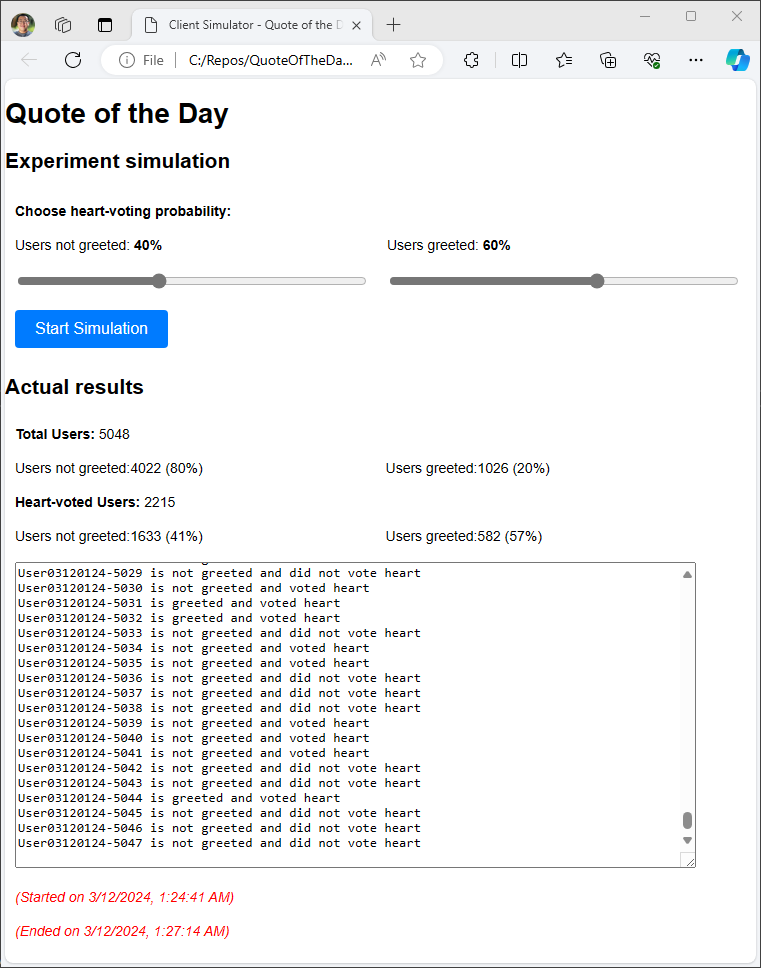 Client Simulator - Quote of the D
File
C:/Repos/QuoteOfTheDa...
Quote of the Day
Experiment simulation
Choose heart-voting probability:
Users not greeted: 40% Users greeted: 60%
Start Simulation
Actual results
Total Users: 5048
Users not greeted:4022 (80%) Users greeted:1026 (20%)
Heart-voted Users: 2215
Users not greeted:1633 (41%) Users greeted:582 (57%)
User03120124-5029 is not greeted and did not vote heart
User03120124-5030 is not greeted and voted heart
User03120124-5031 is greeted and voted heart
User03120124-5032 is greeted and voted heart
User03120124-5033 is not greeted and did not vote heart
User03120124-5034 is not greeted and voted heart
User03120124-5035 is not greeted and voted heart
User03120124-5036 is not greeted and did not vote heart
User03120124-5037 is not greeted and did not vote heart
User03120124-5038 is not greeted and did not vote heart
User03120124-5039 is not greeted and voted heart
User03120124-5040 is not greeted and voted heart
User03120124-5041 is not greeted and voted heart
User03120124-5042 is not greeted and did not vote heart
User03120124-5043 is not greeted and did not vote heart
User03120124-5044 is greeted and voted heart
User03120124-5045 is not greeted and did not vote heart
User03120124-5046 is not greeted and did not vote heart
User03120124-5047 is not greeted and did not vote heart
(Started on 3/12/2024, 1:24:41 AM)
(Ended on 3/12/2024, 1:27:14 AM)